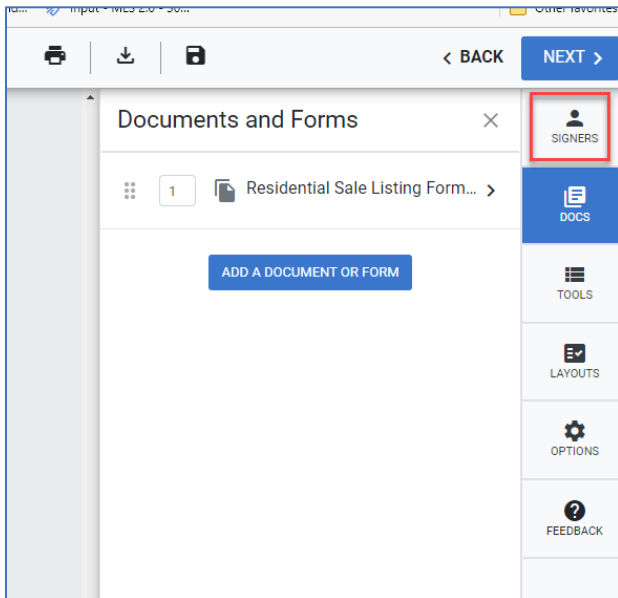 Input - MLS 2.0 - So...
Other favorites
BACK
NEXT
Documents and Forms
SIGNERS
1 Residential Sale Listing Form...
DOCS
ADD A DOCUMENT OR FORM
TOOLS
LAYOUTS
OPTIONS
FEEDBACK